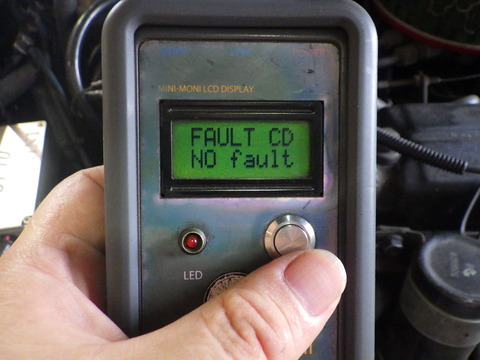 MINI-MONI LCD DISPLAY
FAULT CD
NO fault
LED